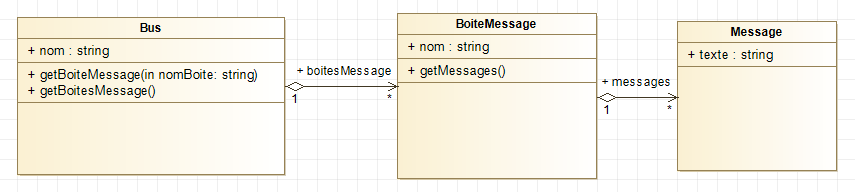 Bus
+ nom : string
+ getBoiteMessage(in nomBoite: string)
+ getBoitesMessage()
+ boitesMessage
1
*
BoiteMessage
+ nom : string
+ getMessages()
+ messages
1
*
Message
+ texte : string